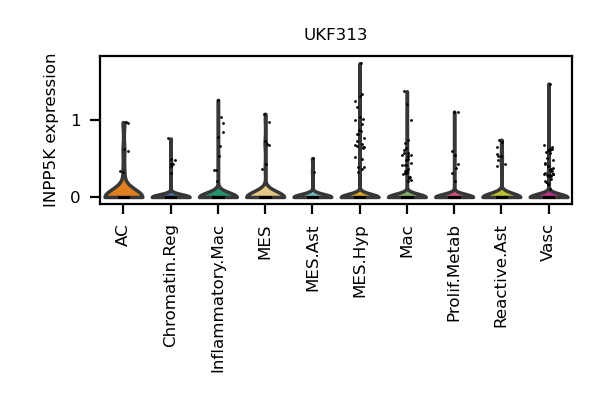 UKF313
INPP5K expression
1
0
AC
Chromatin.Reg
Inflammatory.Mac
MES
MES.Ast
MES.Hyp
Mac
Prolif.Metab
Reactive.Ast
Vasc